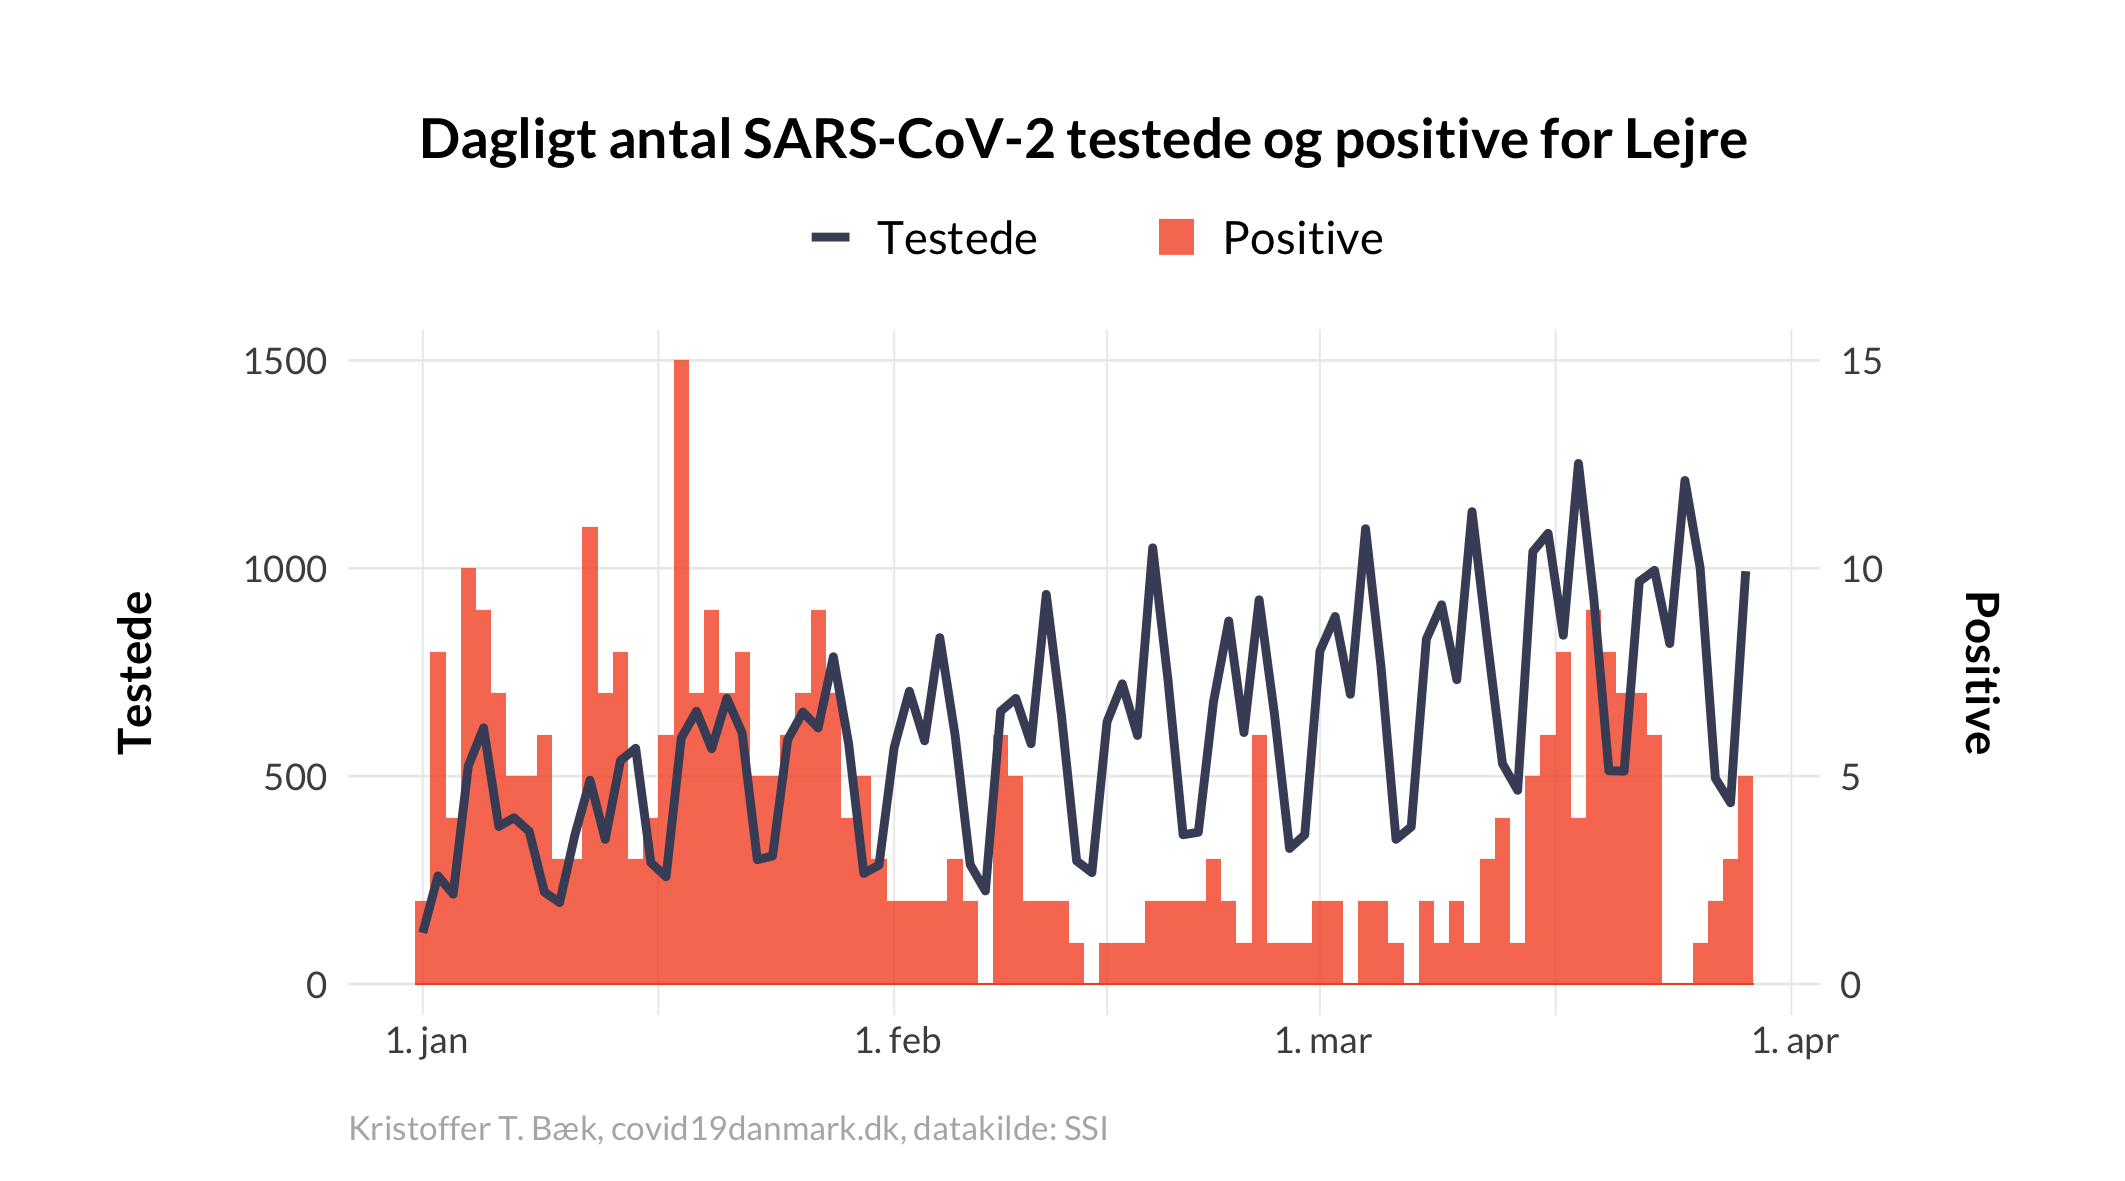 Dagligt antal SARS-CoV-2 testede og positive for Lejre
Testede Positive
1500 15
1000 10
500 5
0 0
Testede
Positive
1. jan 1. feb 1. mar 1. apr
Kristoffer T. Bæk, covid19danmark.dk, datakilde: SSI